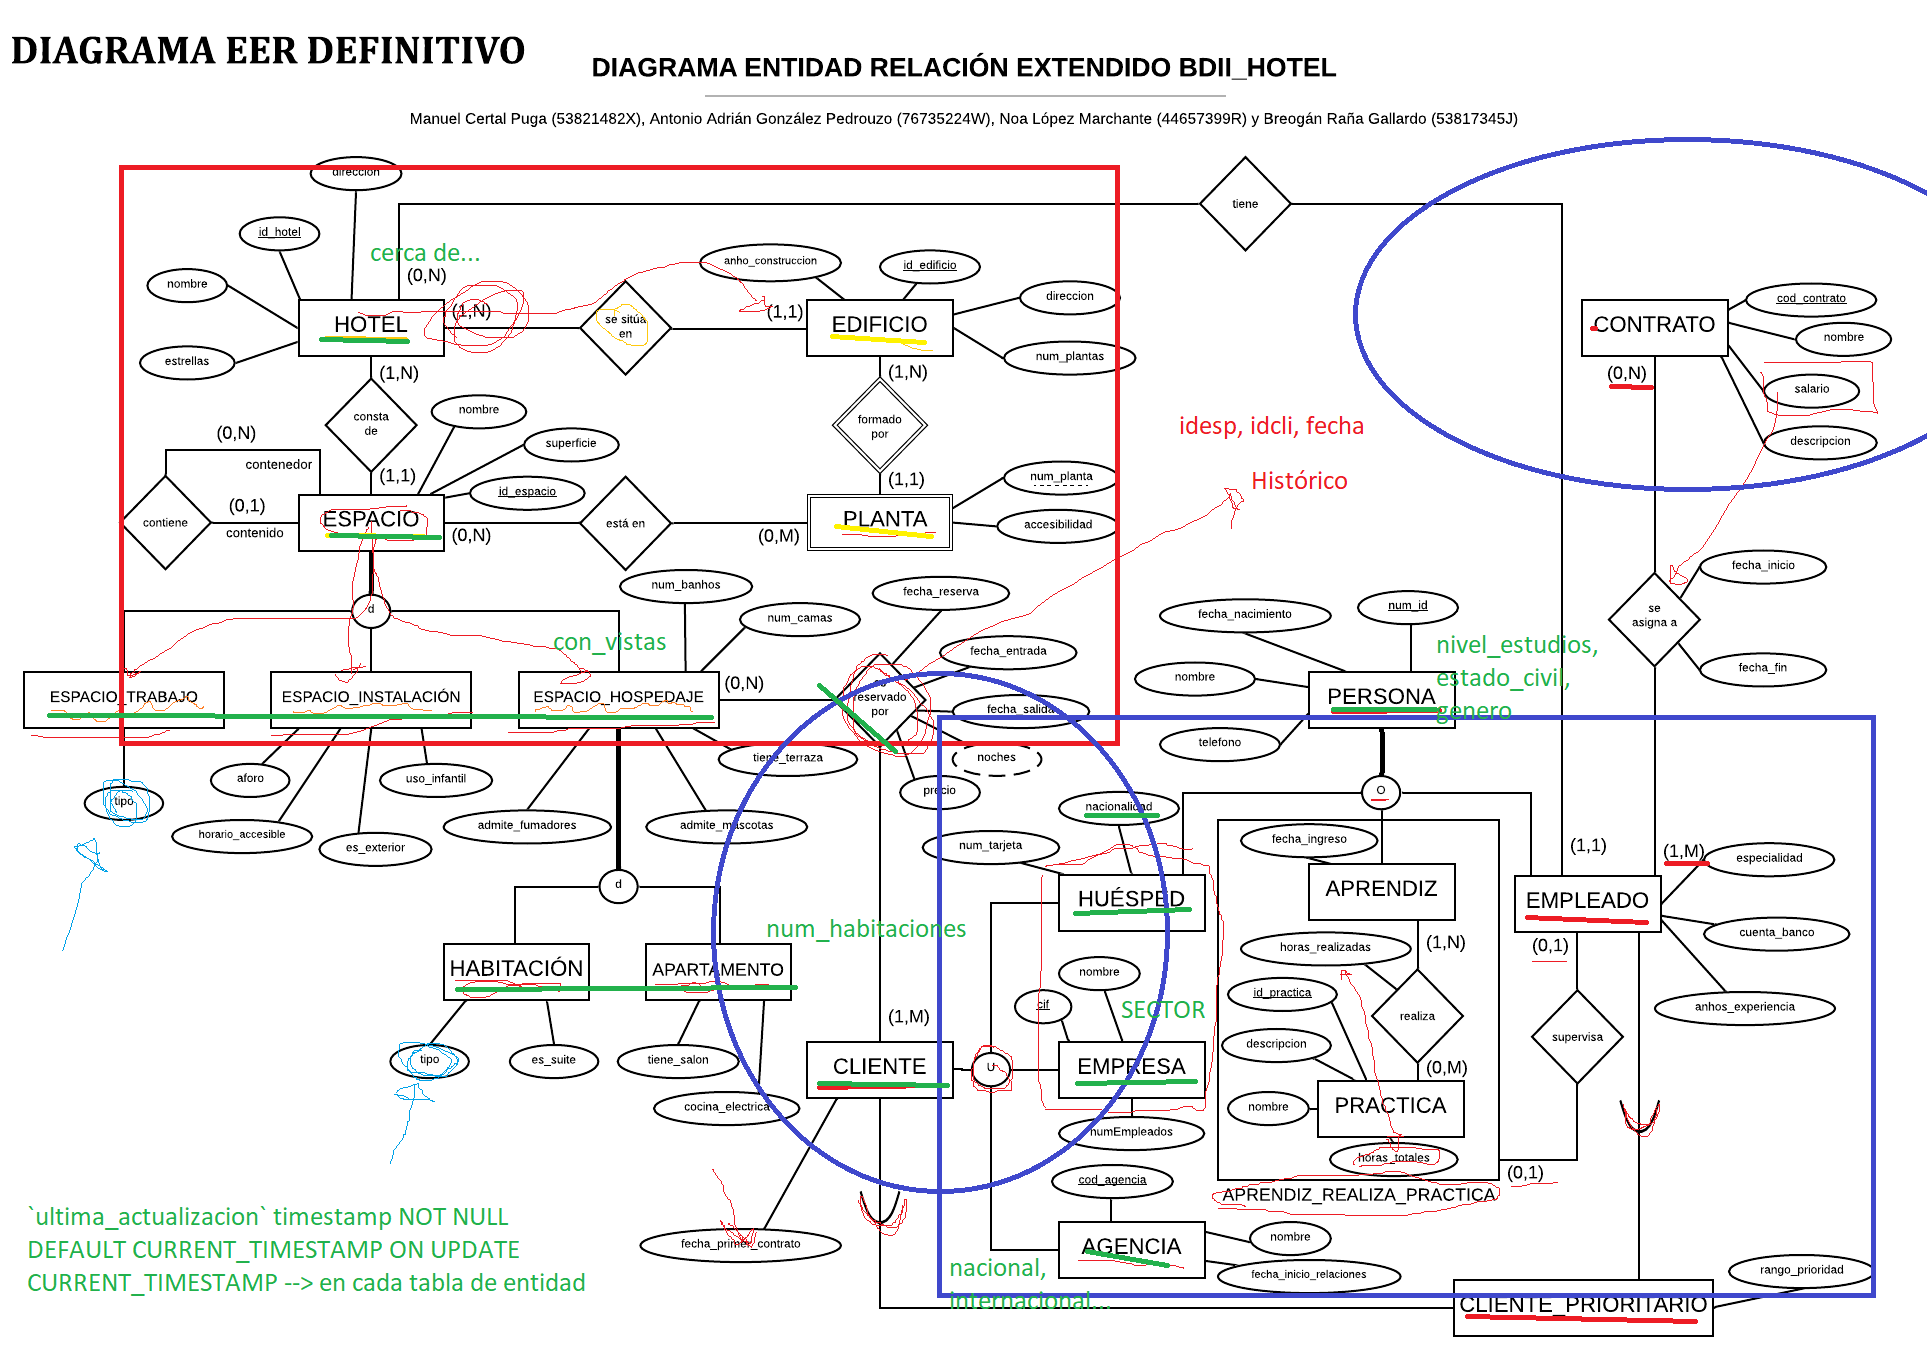 DIAGRAMA EER DEFINITIVO
DIAGRAMA ENTIDAD RELACIÓN EXTENDIDO BDII_HOTEL
Manuel Certal Puga (53821482X), Antonio Adrián González Pedrouzo (76735224W), Noa López Marchante (44657399R) y Breogán Raña Gallardo (53817345J)
direccion
tiene
id_hotel
cerca de...
(0,N)
nombre
HOTEL
(1,N)
estrellas
se sitúa
en
anho_construccion
id_edificio
direccion
(1,1)
EDIFICIO
num_plantas
cod_contrato
CONTRATO
nombre
(0,N)
salario
descripcion
(1,N)
consta
de
nombre
superficie
(1,N)
formado
por
idesp, idcli, fecha
Histórico
(0,N)
contenedor
(1,1)
id_espacio
(1,1)
num_planta
contiene
(0,1)
contenido
ESPACIO
(0,N)
está en
(0,M)
PLANTA
accesibilidad
d
num_banhos
num_camas
con_vistas
fecha_reserva
fecha_entrada
fecha_salida
noches
precio
reservado
por
(0,N)
ESPACIO_TRABAJO
ESPACIO_INSTALACIÓN
ESPACIO_HOSPEDAJE
tipo
aforo
uso_infantil
horario_accesible
es_exterior
admite_fumadores
admite_mascotas
tiene_terraza
fecha_nacimiento
num_id
nombre
PERSONA
telefono
nivel_estudios,
estado_civil,
genero
se
asigna a
fecha_inicio
fecha_fin
O
d
HABITACIÓN
APARTAMENTO
num_habitaciones
tipo
es_suite
tiene_salon
cocina_electrica
nacionalidad
num_tarjeta
HUÉSPED
fecha_ingreso
APRENDIZ
(1,1)
(1,M)
especialidad
EMPLEADO
cuenta_banco
(0,1)
anhos_experiencia
horas_realizadas
(1,N)
id_practica
realiza
descripcion
(0,M)
nombre
PRACTICA
horas_totales
supervisa
(0,1)
APRENDIZ_REALIZA_PRACTICA
(1,M)
CLIENTE
U
nombre
cif
SECTOR
EMPRESA
numEmpleados
cod_agencia
AGENCIA
nombre
fecha_inicio_relaciones
nacional,
internacional...
fecha_primer_contrato
rango_prioridad
CLIENTE_PRIORITARIO
`ultima_actualizacion` timestamp NOT NULL
DEFAULT CURRENT_TIMESTAMP ON UPDATE
CURRENT_TIMESTAMP --> en cada tabla de entidad